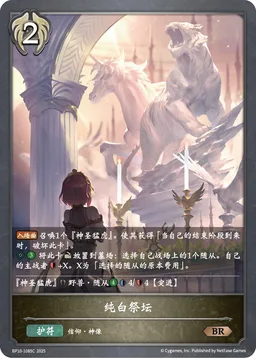 2
入场曲 召唤1个『神圣猛虎』。使其获得「当自己的结束阶段到来时，破坏此卡。」
3 将此卡放置到墓场：选择自己战场上的1个随从。自己的主战者+X。X为「选择的随从的原本费用」。
『神圣猛虎』 野兽·随从 4 4 4 【突进】
纯白祭坛
护符 信仰·神像
BR
2025 © Cygames, Inc. Published by NetEase Games